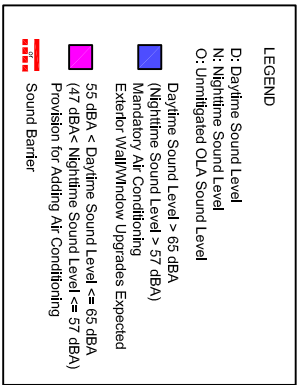 LEGEND
D: Daytime Sound Level
N: Nighttime Sound Level
O: Unmitigated OLA Sound Level
Daytime Sound Level > 65 dBA
(Nighttime Sound Level > 57 dBA)
Mandatory Air Conditioning
Exterior Wall/Window Upgrades Expected
55 dBA < Daytime Sound Level <= 65 dBA
(47 dBA< Nighttime Sound Level <= 57 dBA)
Provision for Adding Air Conditioning
or
Sound Barrier